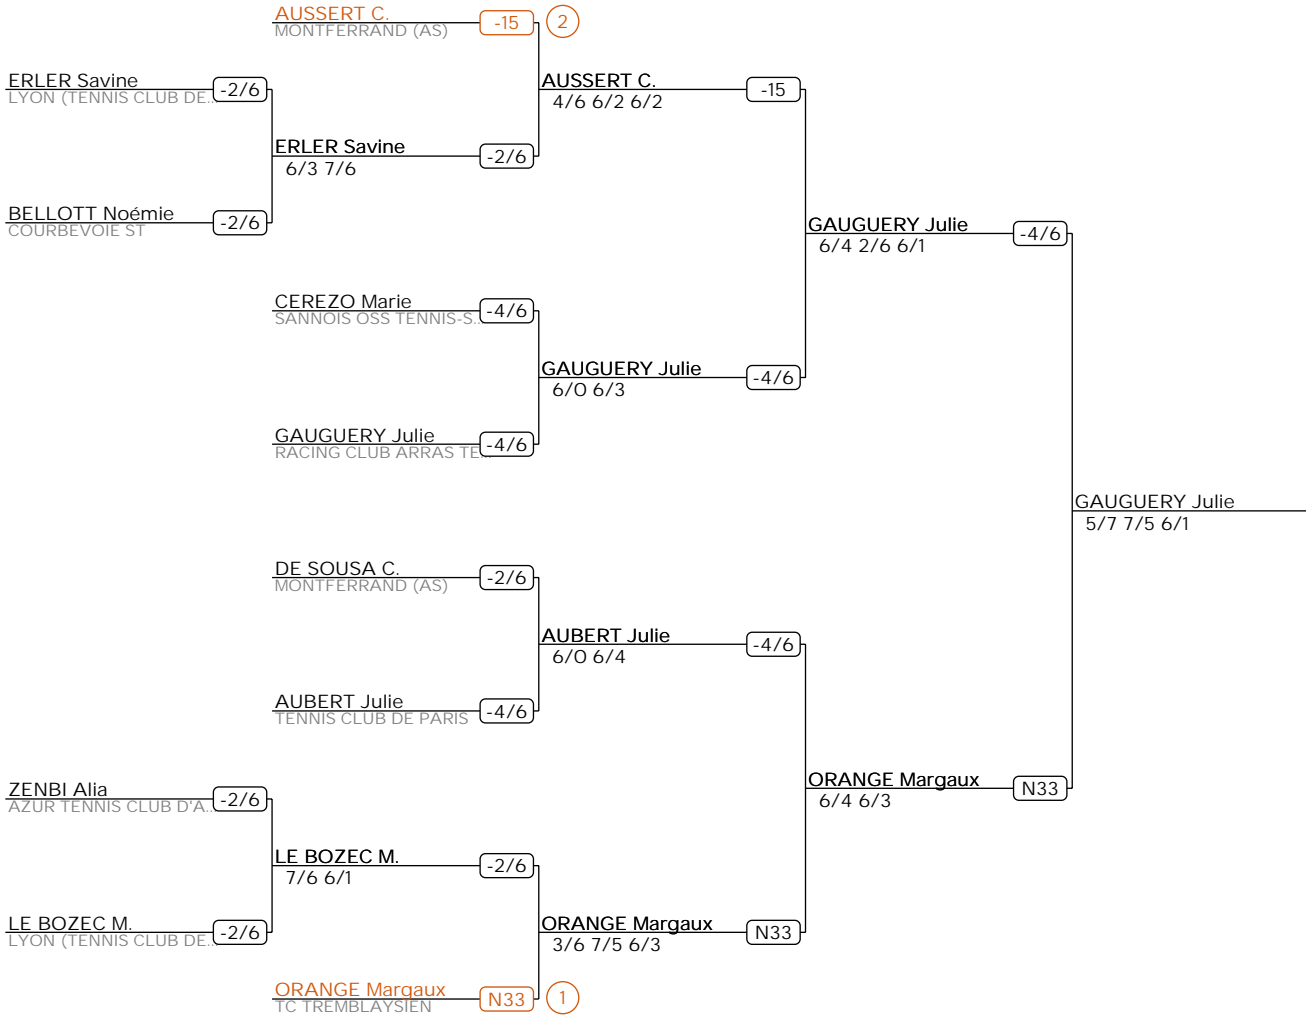 AUSSERT C.
MONTFERRAND (AS)
-15
2
ERLER Savine
LYON (TENNIS CLUB DE...
-2/6
AUSSERT C.
4/6 6/2 6/2
-15
ERLER Savine
6/3 7/6
-2/6
BELLOTT Noémie
COURBEVOIE ST
-2/6
GAUGUERY Julie
6/4 2/6 6/1
-4/6
CEREZO Marie
SANNOIS OSS TENNIS-S...
-4/6
GAUGUERY Julie
6/0 6/3
-4/6
GAUGUERY Julie
RACING CLUB ARRAS TE...
-4/6
GAUGUERY Julie
5/7 7/5 6/1
DE SOUSA C.
MONTFERRAND (AS)
-2/6
AUBERT Julie
6/0 6/4
-4/6
AUBERT Julie
TENNIS CLUB DE PARIS
-4/6
ORANGE Margaux
6/4 6/3
N33
ZENBI Alia
AZUR TENNIS CLUB D'A...
-2/6
LE BOZEC M.
7/6 6/1
-2/6
LE BOZEC M.
LYON (TENNIS CLUB DE...
-2/6
ORANGE Margaux
3/6 7/5 6/3
N33
ORANGE Margaux
TC TREMBLAYSIEN
N33
1